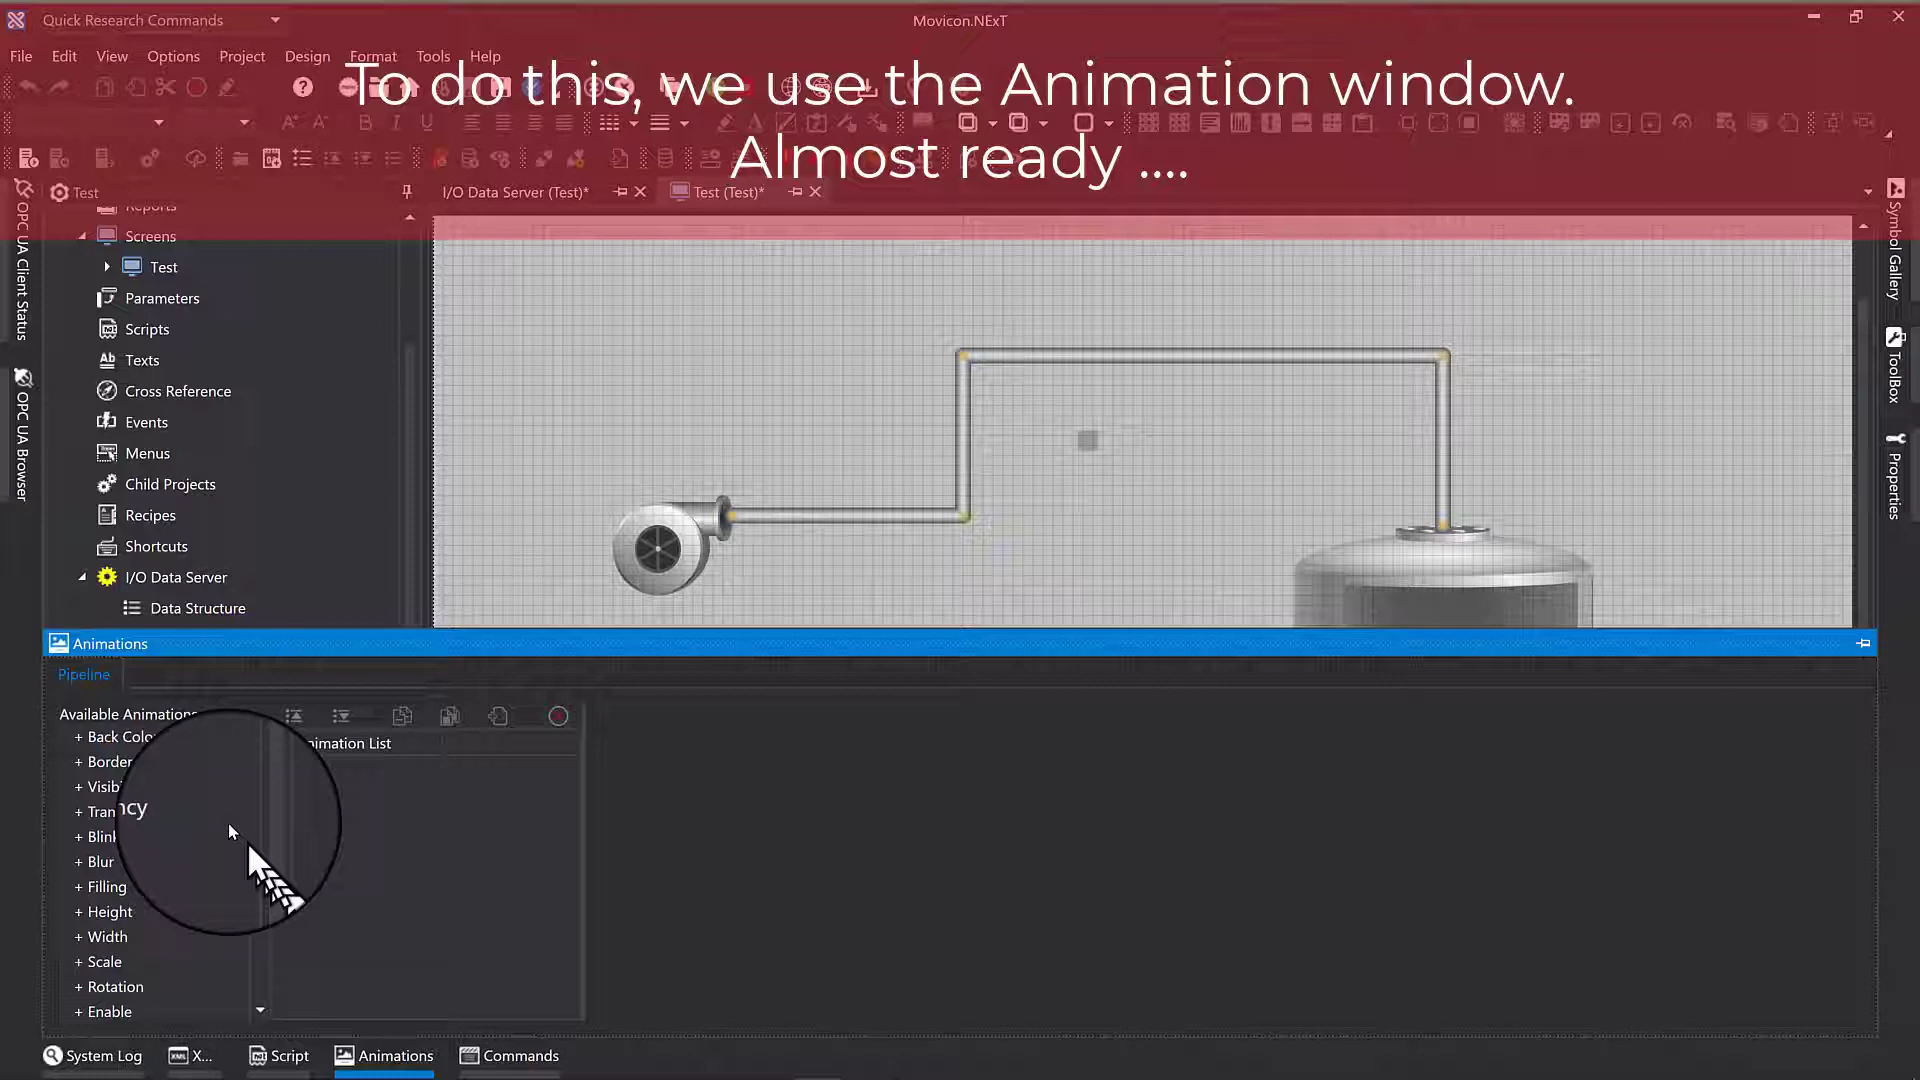 Quick Research Commands
Movicon.NExT
File Edit View Options Project Design Format Tools Help
To do this, we use the Animation window.
Almost ready ....
Test
I/O Data Server (Test)*
Test (Test)*
Reports
Screens
Test
Parameters
Scripts
Texts
Cross Reference
Events
Menus
Child Projects
Recipes
Shortcuts
I/O Data Server
Data Structure
OPC UA Client Status
OPC UA Browser
Symbol Gallery
ToolBox
Properties
Animations
Pipeline
Available Animations
+ Back Colo
+ Border
+ Visib
+ Tran
ncy
+ Blink
+ Blur
+ Filling
+ Height
+ Width
+ Scale
+ Rotation
+ Enable
nimation List
System Log
X...
Script
Animations
Commands